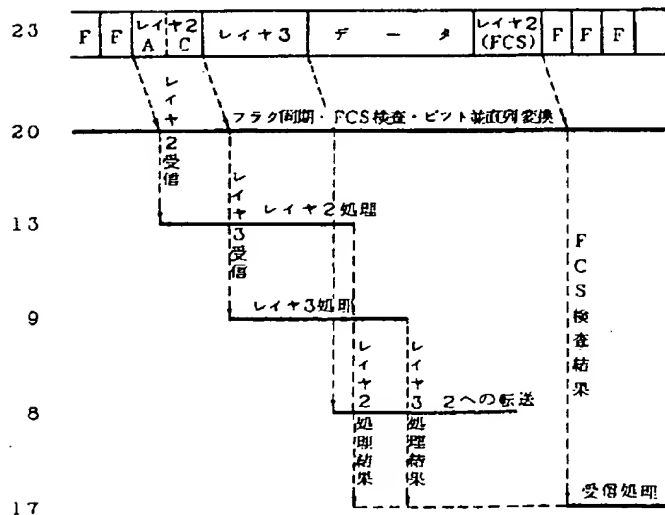 23 F F レイヤ2 A C レイヤ3 データ レイヤ2 (FCS) F F F
20 フラグ同期・FCS検査・ビット並直列変換
レイヤ2受信
レイヤ3受信
13 レイヤ2処理
FCS検査結果
9 レイヤ3処理
レイヤ2処理結果
レイヤ3処理結果
8 2への転送
17 受信処理